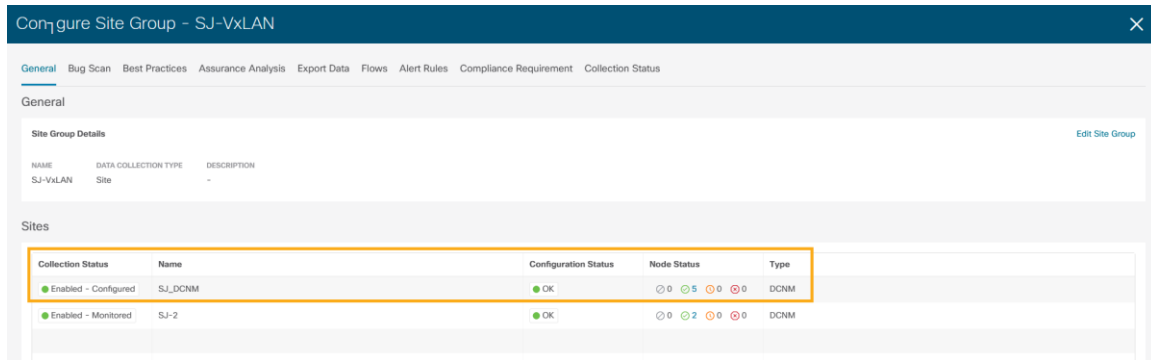 Conꓶgure Site Group - SJ-VxLAN
General Bug Scan Best Practices Assurance Analysis Export Data Flows Alert Rules Compliance Requirement Collection Status
General
Site Group Details Edit Site Group
NAME DATA COLLECTION TYPE DESCRIPTION
SJ-VxLAN Site -
Sites
Collection Status Name Configuration Status Node Status Type
Enabled - Configured SJ_DCNM OK 0 5 0 0 DCNM
Enabled - Monitored SJ-2 OK 0 2 0 0 DCNM